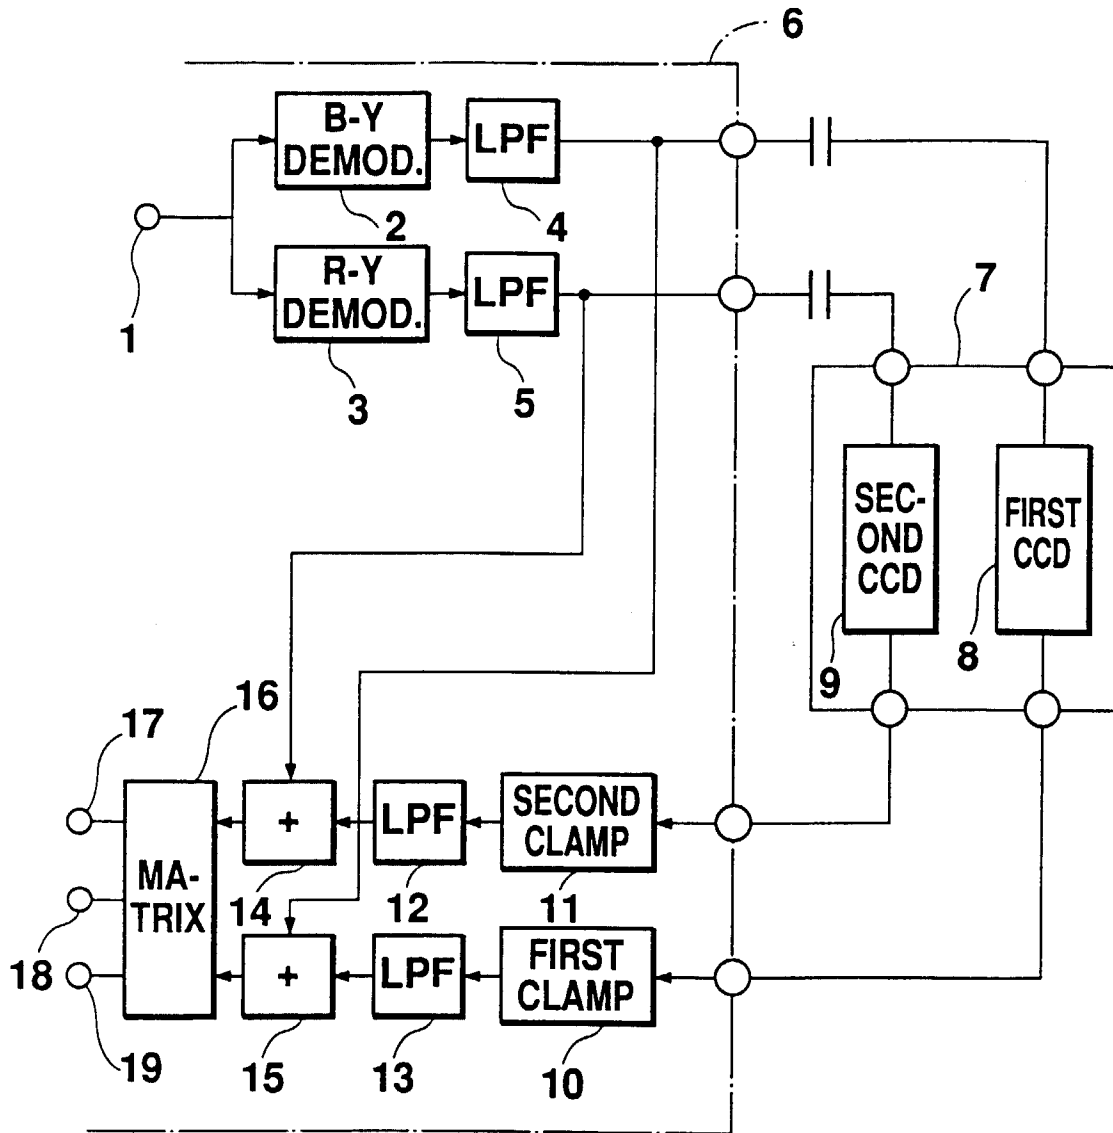 6
B-Y
DEMOD.
LPF
2
4
R-Y
DEMOD.
LPF
1
3
5
7
SEC-
OND
CCD
FIRST
CCD
9
8
16
17
MA-
TRIX
+
LPF
SECOND
CLAMP
14
12
11
18
+
LPF
FIRST
CLAMP
19
15
13
10